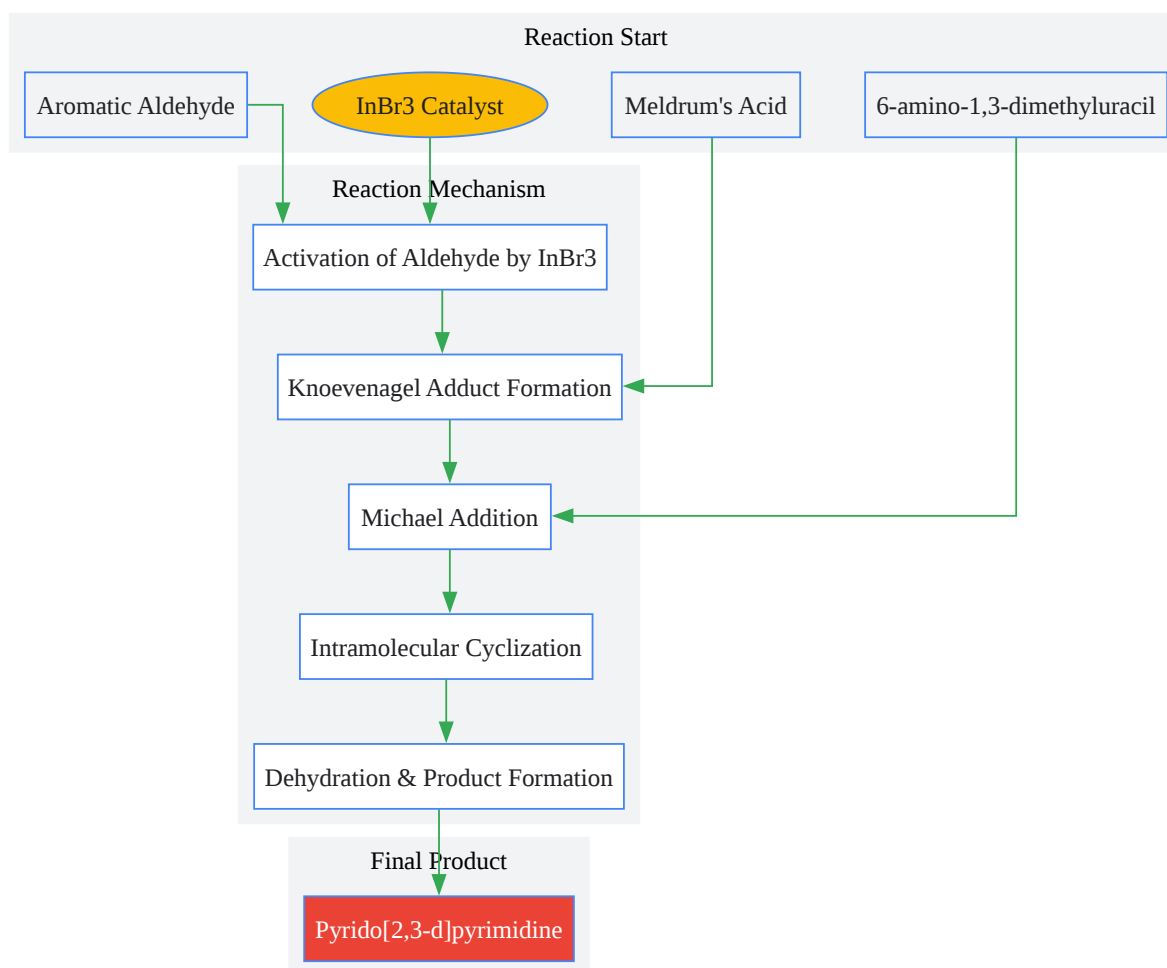 Reaction Start
Aromatic Aldehyde
InBr3 Catalyst
Meldrum's Acid
6-amino-1,3-dimethyluracil
Reaction Mechanism
Activation of Aldehyde by InBr3
Knoevenagel Adduct Formation
Michael Addition
Intramolecular Cyclization
Dehydration & Product Formation
Final Product
Pyrido[2,3-d]pyrimidine